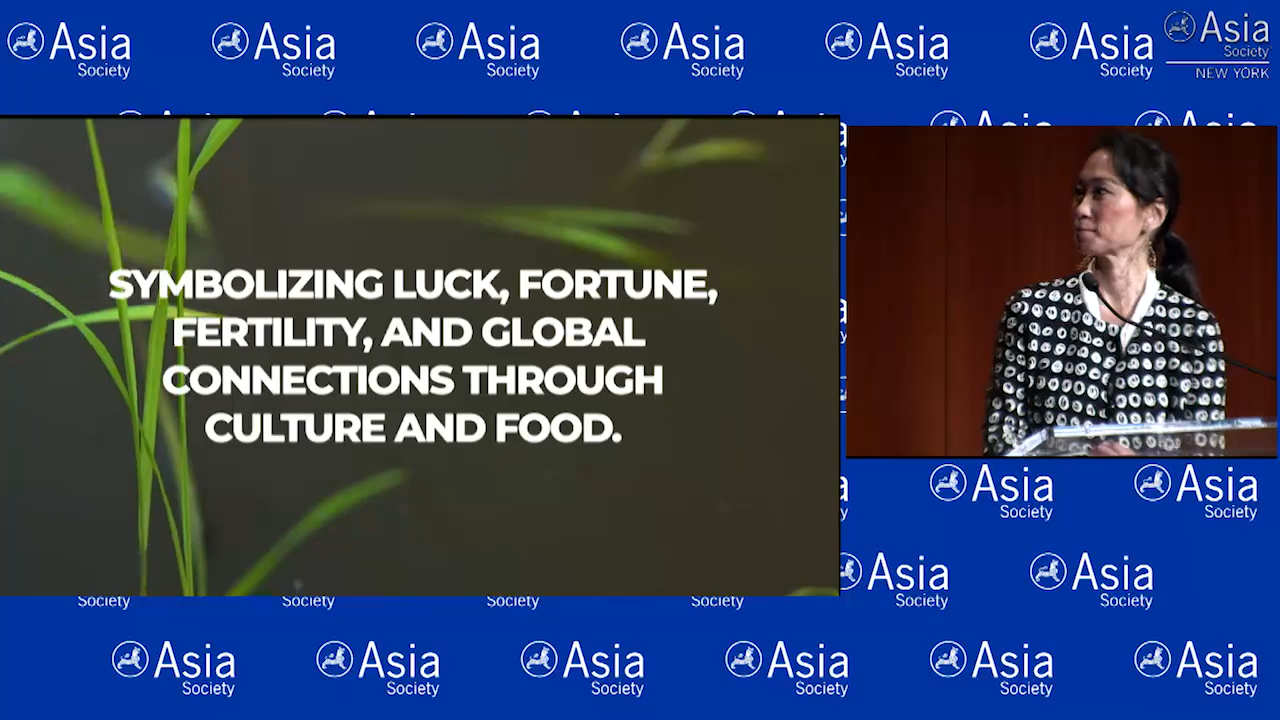 Asia Society
Asia Society
Asia Society
Asia Society
Asia Society
Asia Society
Asia Society
NEW YORK
SYMBOLIZING LUCK, FORTUNE,
FERTILITY, AND GLOBAL
CONNECTIONS THROUGH
CULTURE AND FOOD.
Asia Society
Asia Society
Asia Society
Asia Society
Society
Society
Society
Society
Asia Society
Asia Society
Asia Society
Asia Society
Asia Society
Asia Society